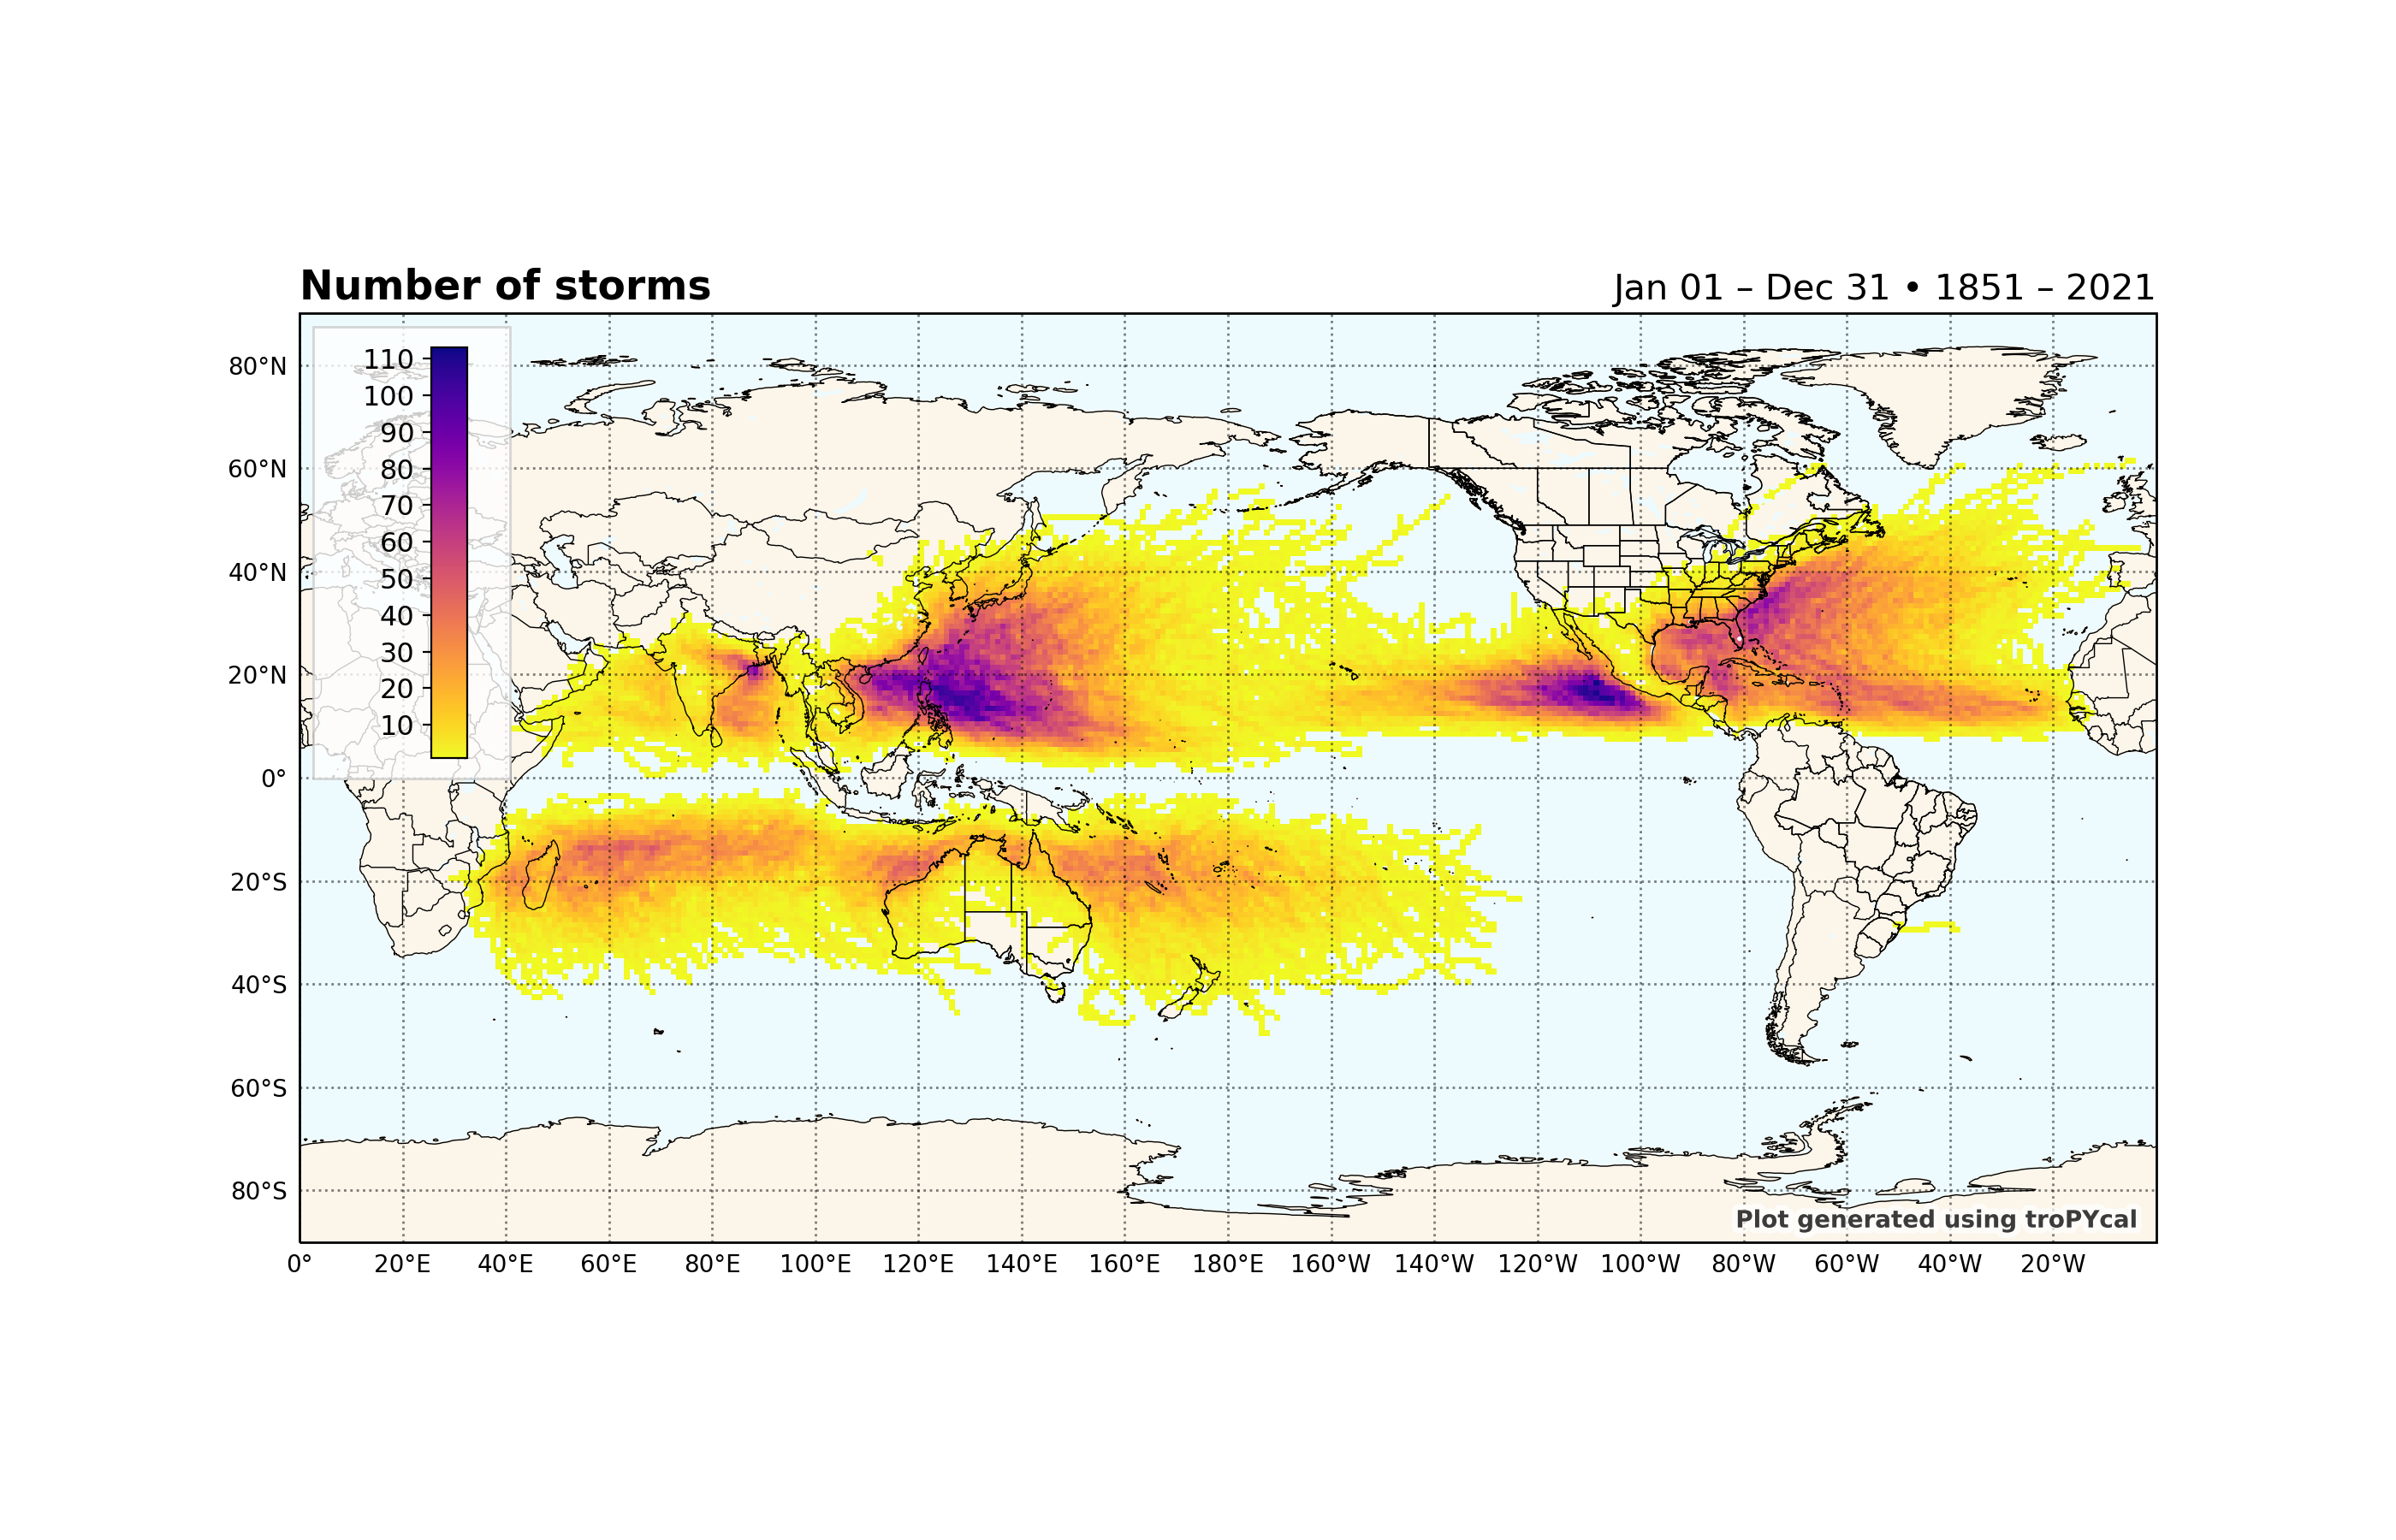 Number of storms
Jan 01 – Dec 31 • 1851 – 2021
110
100
90
80
70
60
50
40
30
20
10
80°N
60°N
40°N
20°N
0°
20°S
40°S
60°S
80°S
Plot generated using troPYcal
0° 20°E 40°E 60°E 80°E 100°E 120°E 140°E 160°E 180°E 160°W 140°W 120°W 100°W 80°W 60°W 40°W 20°W